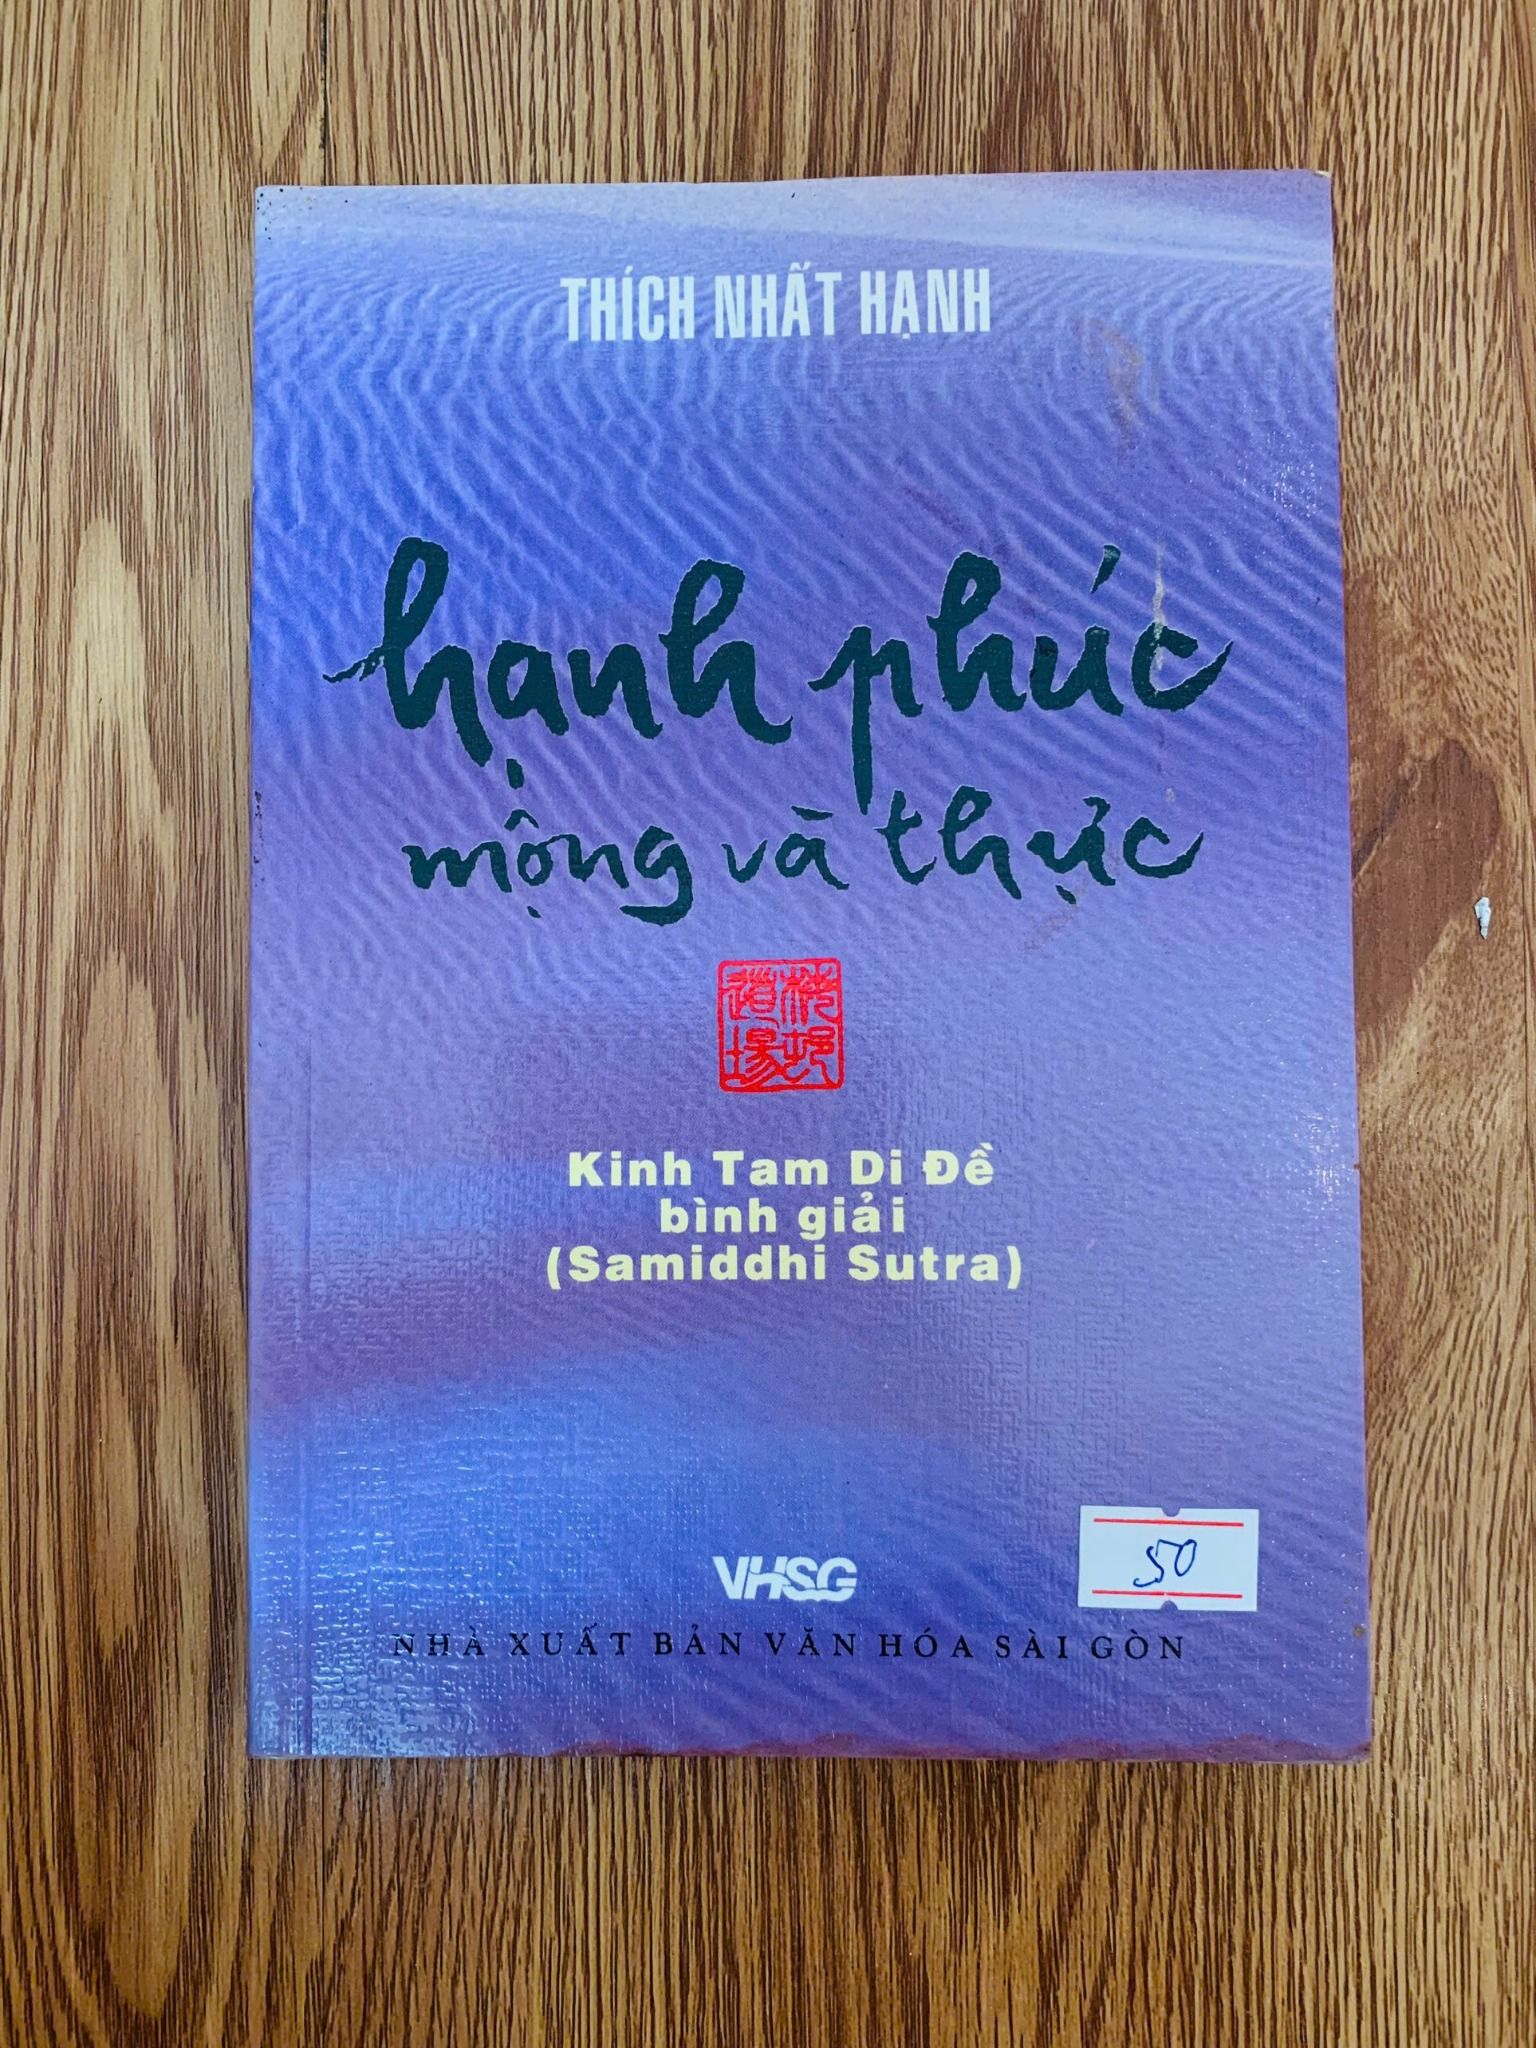 THÍCH NHẤT HẠNH
hạnh phúc
mộng và thực
Kinh Tam Di Đề
bình giải
(Samiddhi Sutra)
50
VHSG
NHÀ XUẤT BẢN VĂN HÓA SÀI GÒN